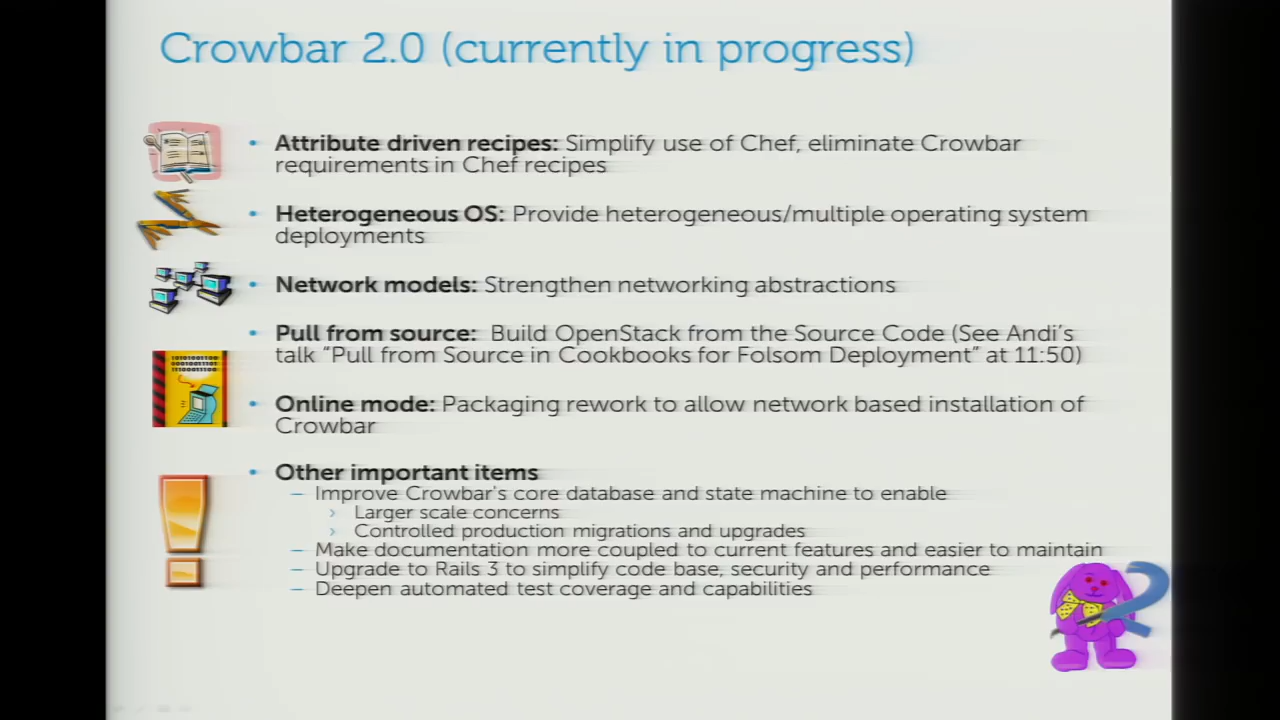 Crowbar 2.0 (currently in progress)
• Attribute driven recipes: Simplify use of Chef, eliminate Crowbar
requirements in Chef recipes
• Heterogeneous OS: Provide heterogeneous/multiple operating system
deployments
• Network models: Strengthen networking abstractions
• Pull from source: Build OpenStack from the Source Code (See Andi's
talk “Pull from Source in Cookbooks for Folsom Deployment” at 11:50)
• Online mode: Packaging rework to allow network based installation of
Crowbar
• Other important items
– Improve Crowbar's core database and state machine to enable
› Larger scale concerns
› Controlled production migrations and upgrades
– Make documentation more coupled to current features and easier to maintain
– Upgrade to Rails 3 to simplify code base, security and performance
– Deepen automated test coverage and capabilities
2